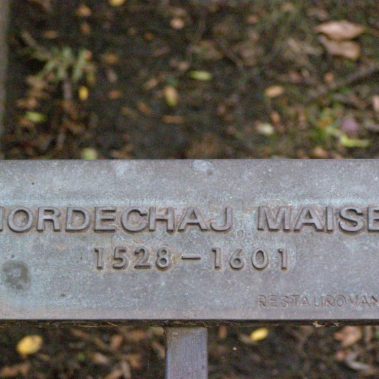 MORDECHAJ MAISE
1528-1601
RESTAUROVAN